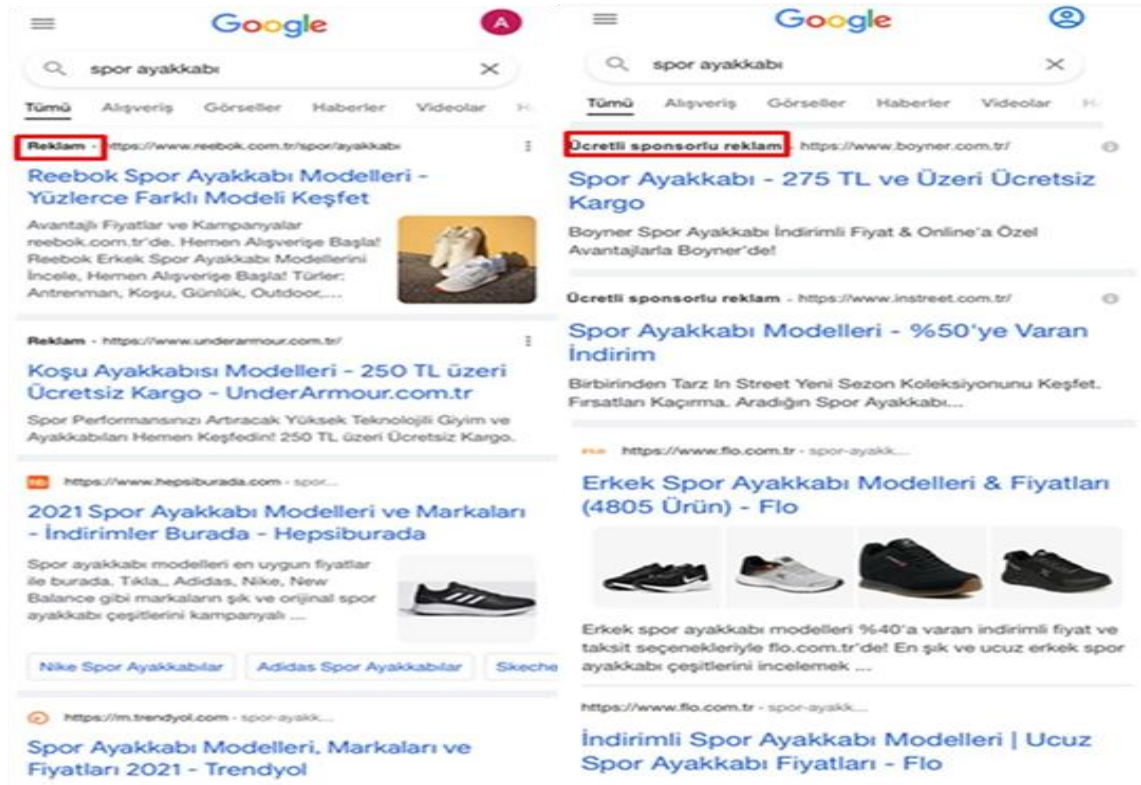 Google
A
spor ayakkabı
Tümü Alışveriş Görseller Haberler Videolar
Reklam - https://www.reebok.com.tr/spor/ayakkabı
Reebok Spor Ayakkabı Modelleri -
Yüzlerce Farklı Modeli Keşfet
Avantajlı Fiyatlar ve Kampanyalar
reebok.com.tr'de. Hemen Alışverişe Başla!
Reebok Erkek Spor Ayakkabı Modellerini
İncele, Hemen Alışverişe Başla! Türler:
Antrenman, Koşu, Günlük, Outdoor,...
Reklam - https://www.underarmour.com.tr/
Koşu Ayakkabısı Modelleri - 250 TL üzeri
Ücretsiz Kargo - UnderArmour.com.tr
Spor Performansınızı Artıracak Yüksek Teknolojili Giyim ve
Ayakkabıları Hemen Keşfedin! 250 TL üzeri Ücretsiz Kargo.
https://www.hepsiburada.com › spor...
2021 Spor Ayakkabı Modelleri ve Markaları
- İndirimler Burada - Hepsiburada
Spor ayakkabı modelleri en uygun fiyatlar
ile burada. Tıkla,, Adidas, Nike, New
Balance gibi markaların şık ve orijinal spor
ayakkabı çeşitlerini kampanyalı ...
Nike Spor Ayakkabılar Adidas Spor Ayakkabılar Skeche
https://m.trendyol.com › spor-ayakk...
Spor Ayakkabı Modelleri, Markaları ve
Fiyatları 2021 - Trendyol
Google
spor ayakkabı
Tümü Alışveriş Görseller Haberler Videolar
Ücretli sponsorlu reklam - https://www.boyner.com.tr/
Spor Ayakkabı - 275 TL ve Üzeri Ücretsiz
Kargo
Boyner Spor Ayakkabı İndirimli Fiyat & Online'a Özel
Avantajlarla Boyner'de!
Ücretli sponsorlu reklam - https://www.instreet.com.tr/
Spor Ayakkabı Modelleri - %50'ye Varan
İndirim
Birbirinden Tarz In Street Yeni Sezon Koleksiyonunu Keşfet.
Fırsatları Kaçırma. Aradığın Spor Ayakkabı...
https://www.flo.com.tr › spor-ayakk...
Erkek Spor Ayakkabı Modelleri & Fiyatları
(4805 Ürün) - Flo
Erkek spor ayakkabı modelleri %40'a varan indirimli fiyat ve
taksit seçenekleriyle flo.com.tr'de! En şık ve ucuz erkek spor
ayakkabı çeşitlerini incelemek ...
https://www.flo.com.tr › spor-ayakk...
İndirimli Spor Ayakkabı Modelleri | Ucuz
Spor Ayakkabı Fiyatları - Flo